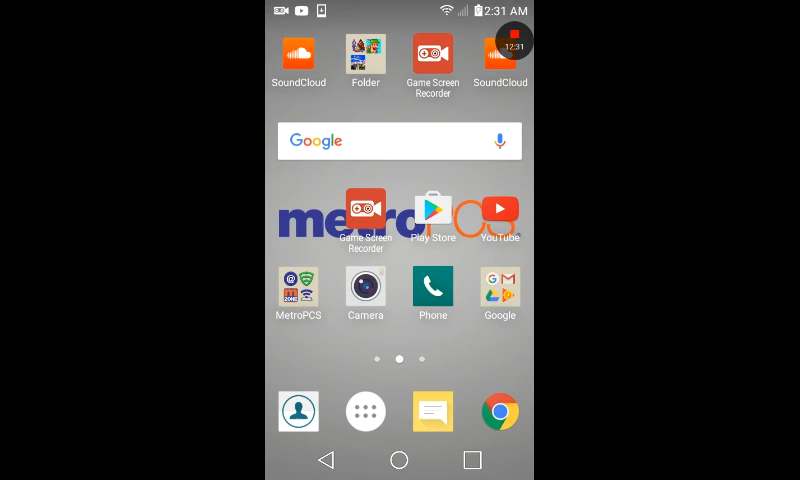 2:31 AM
12:31
SoundCloud
Folder
Game Screen
Recorder
SoundCloud
Google
metroPCS
Game Screen
Recorder
Play Store
YouTube
ZONE
MetroPCS
Camera
Phone
Google